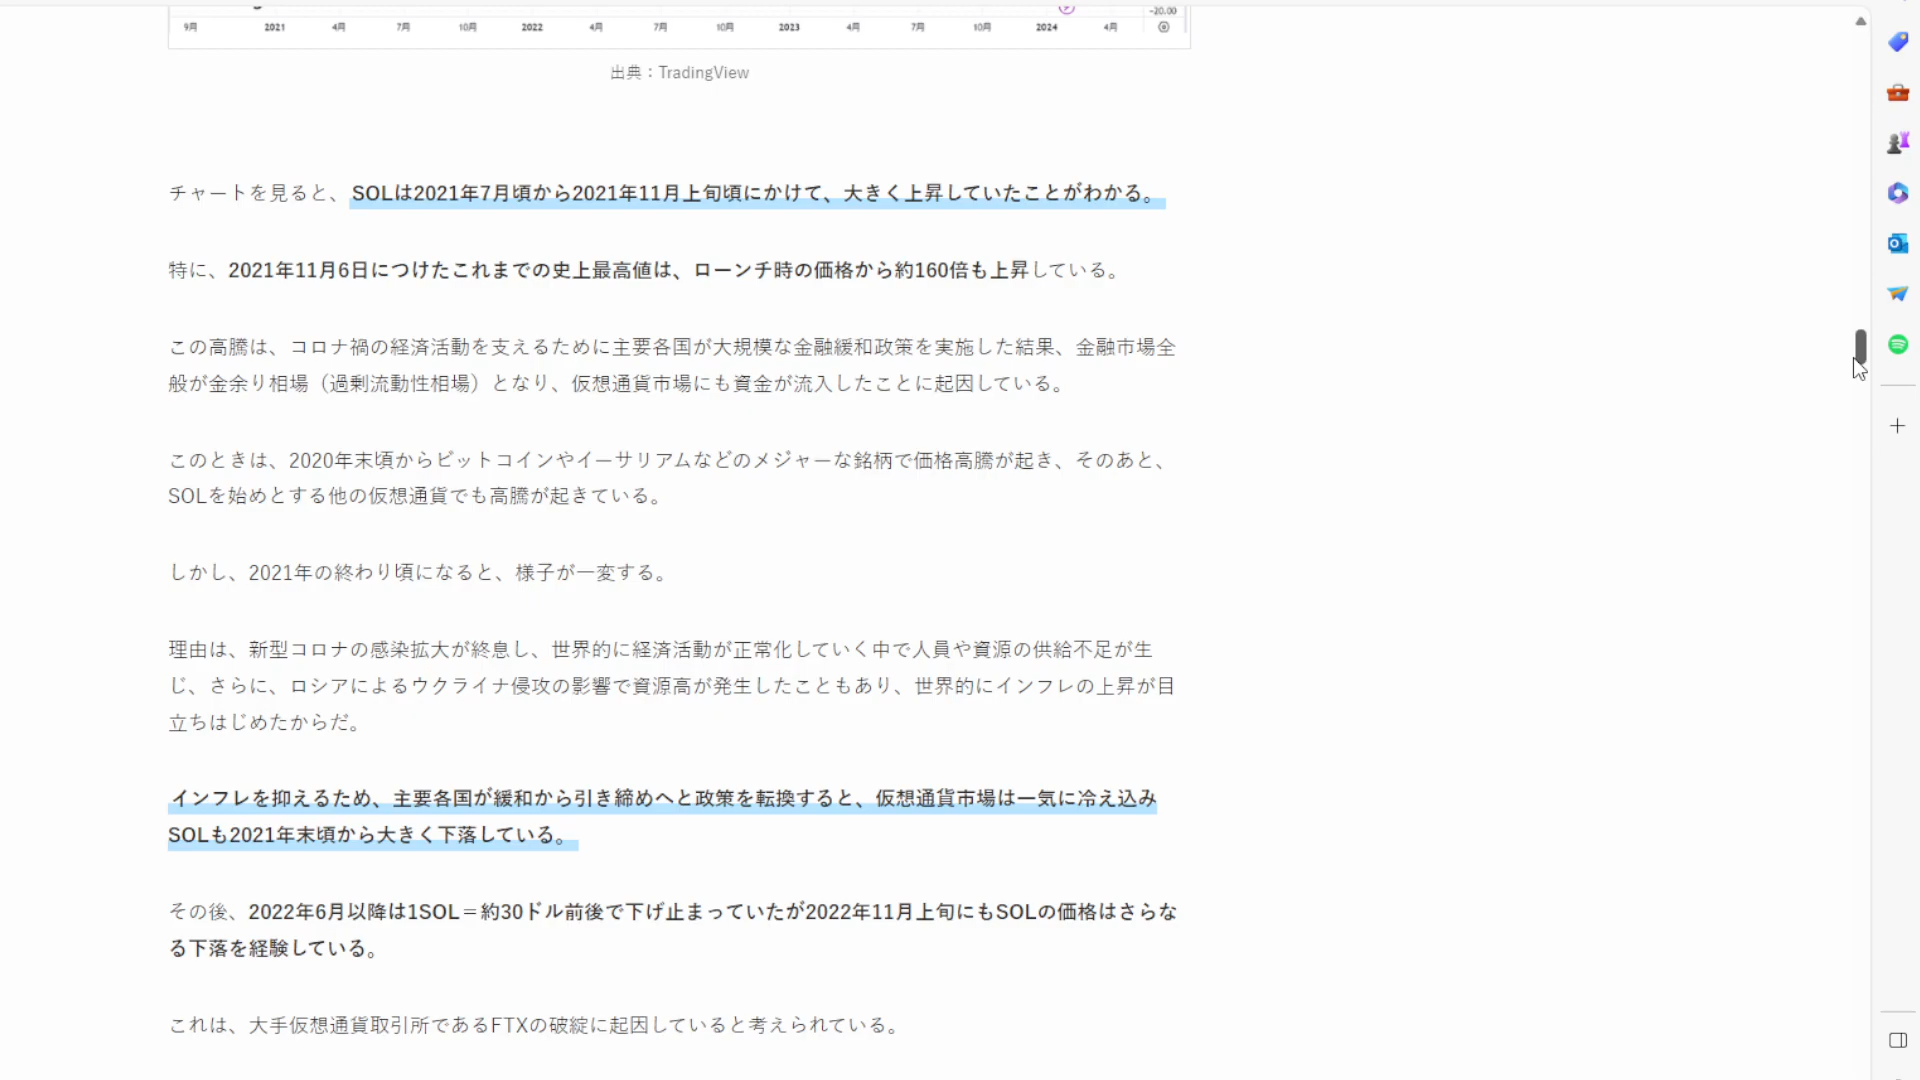 -20.00
9月 2021 4月 7月 10月 2022 4月 7月 10月 2023 4月 7月 10月 2024 4月
出典：TradingView
チャートを見ると、SOLは2021年7月頃から2021年11月上旬頃にかけて、大きく上昇していたことがわかる。
特に、2021年11月6日につけたこれまでの史上最高値は、ローンチ時の価格から約160倍も上昇している。
この高騰は、コロナ禍の経済活動を支えるために主要各国が大規模な金融緩和政策を実施した結果、金融市場全
般が金余り相場（過剰流動性相場）となり、仮想通貨市場にも資金が流入したことに起因している。
このときは、2020年末頃からビットコインやイーサリアムなどのメジャーな銘柄で価格高騰が起き、そのあと、
SOLを始めとする他の仮想通貨でも高騰が起きている。
しかし、2021年の終わり頃になると、様子が一変する。
理由は、新型コロナの感染拡大が終息し、世界的に経済活動が正常化していく中で人員や資源の供給不足が生
じ、さらに、ロシアによるウクライナ侵攻の影響で資源高が発生したこともあり、世界的にインフレの上昇が目
立ちはじめたからだ。
インフレを抑えるため、主要各国が緩和から引き締めへと政策を転換すると、仮想通貨市場は一気に冷え込み
SOLも2021年末頃から大きく下落している。
その後、2022年6月以降は1SOL＝約30ドル前後で下げ止まっていたが2022年11月上旬にもSOLの価格はさらな
る下落を経験している。
これは、大手仮想通貨取引所であるFTXの破綻に起因していると考えられている。